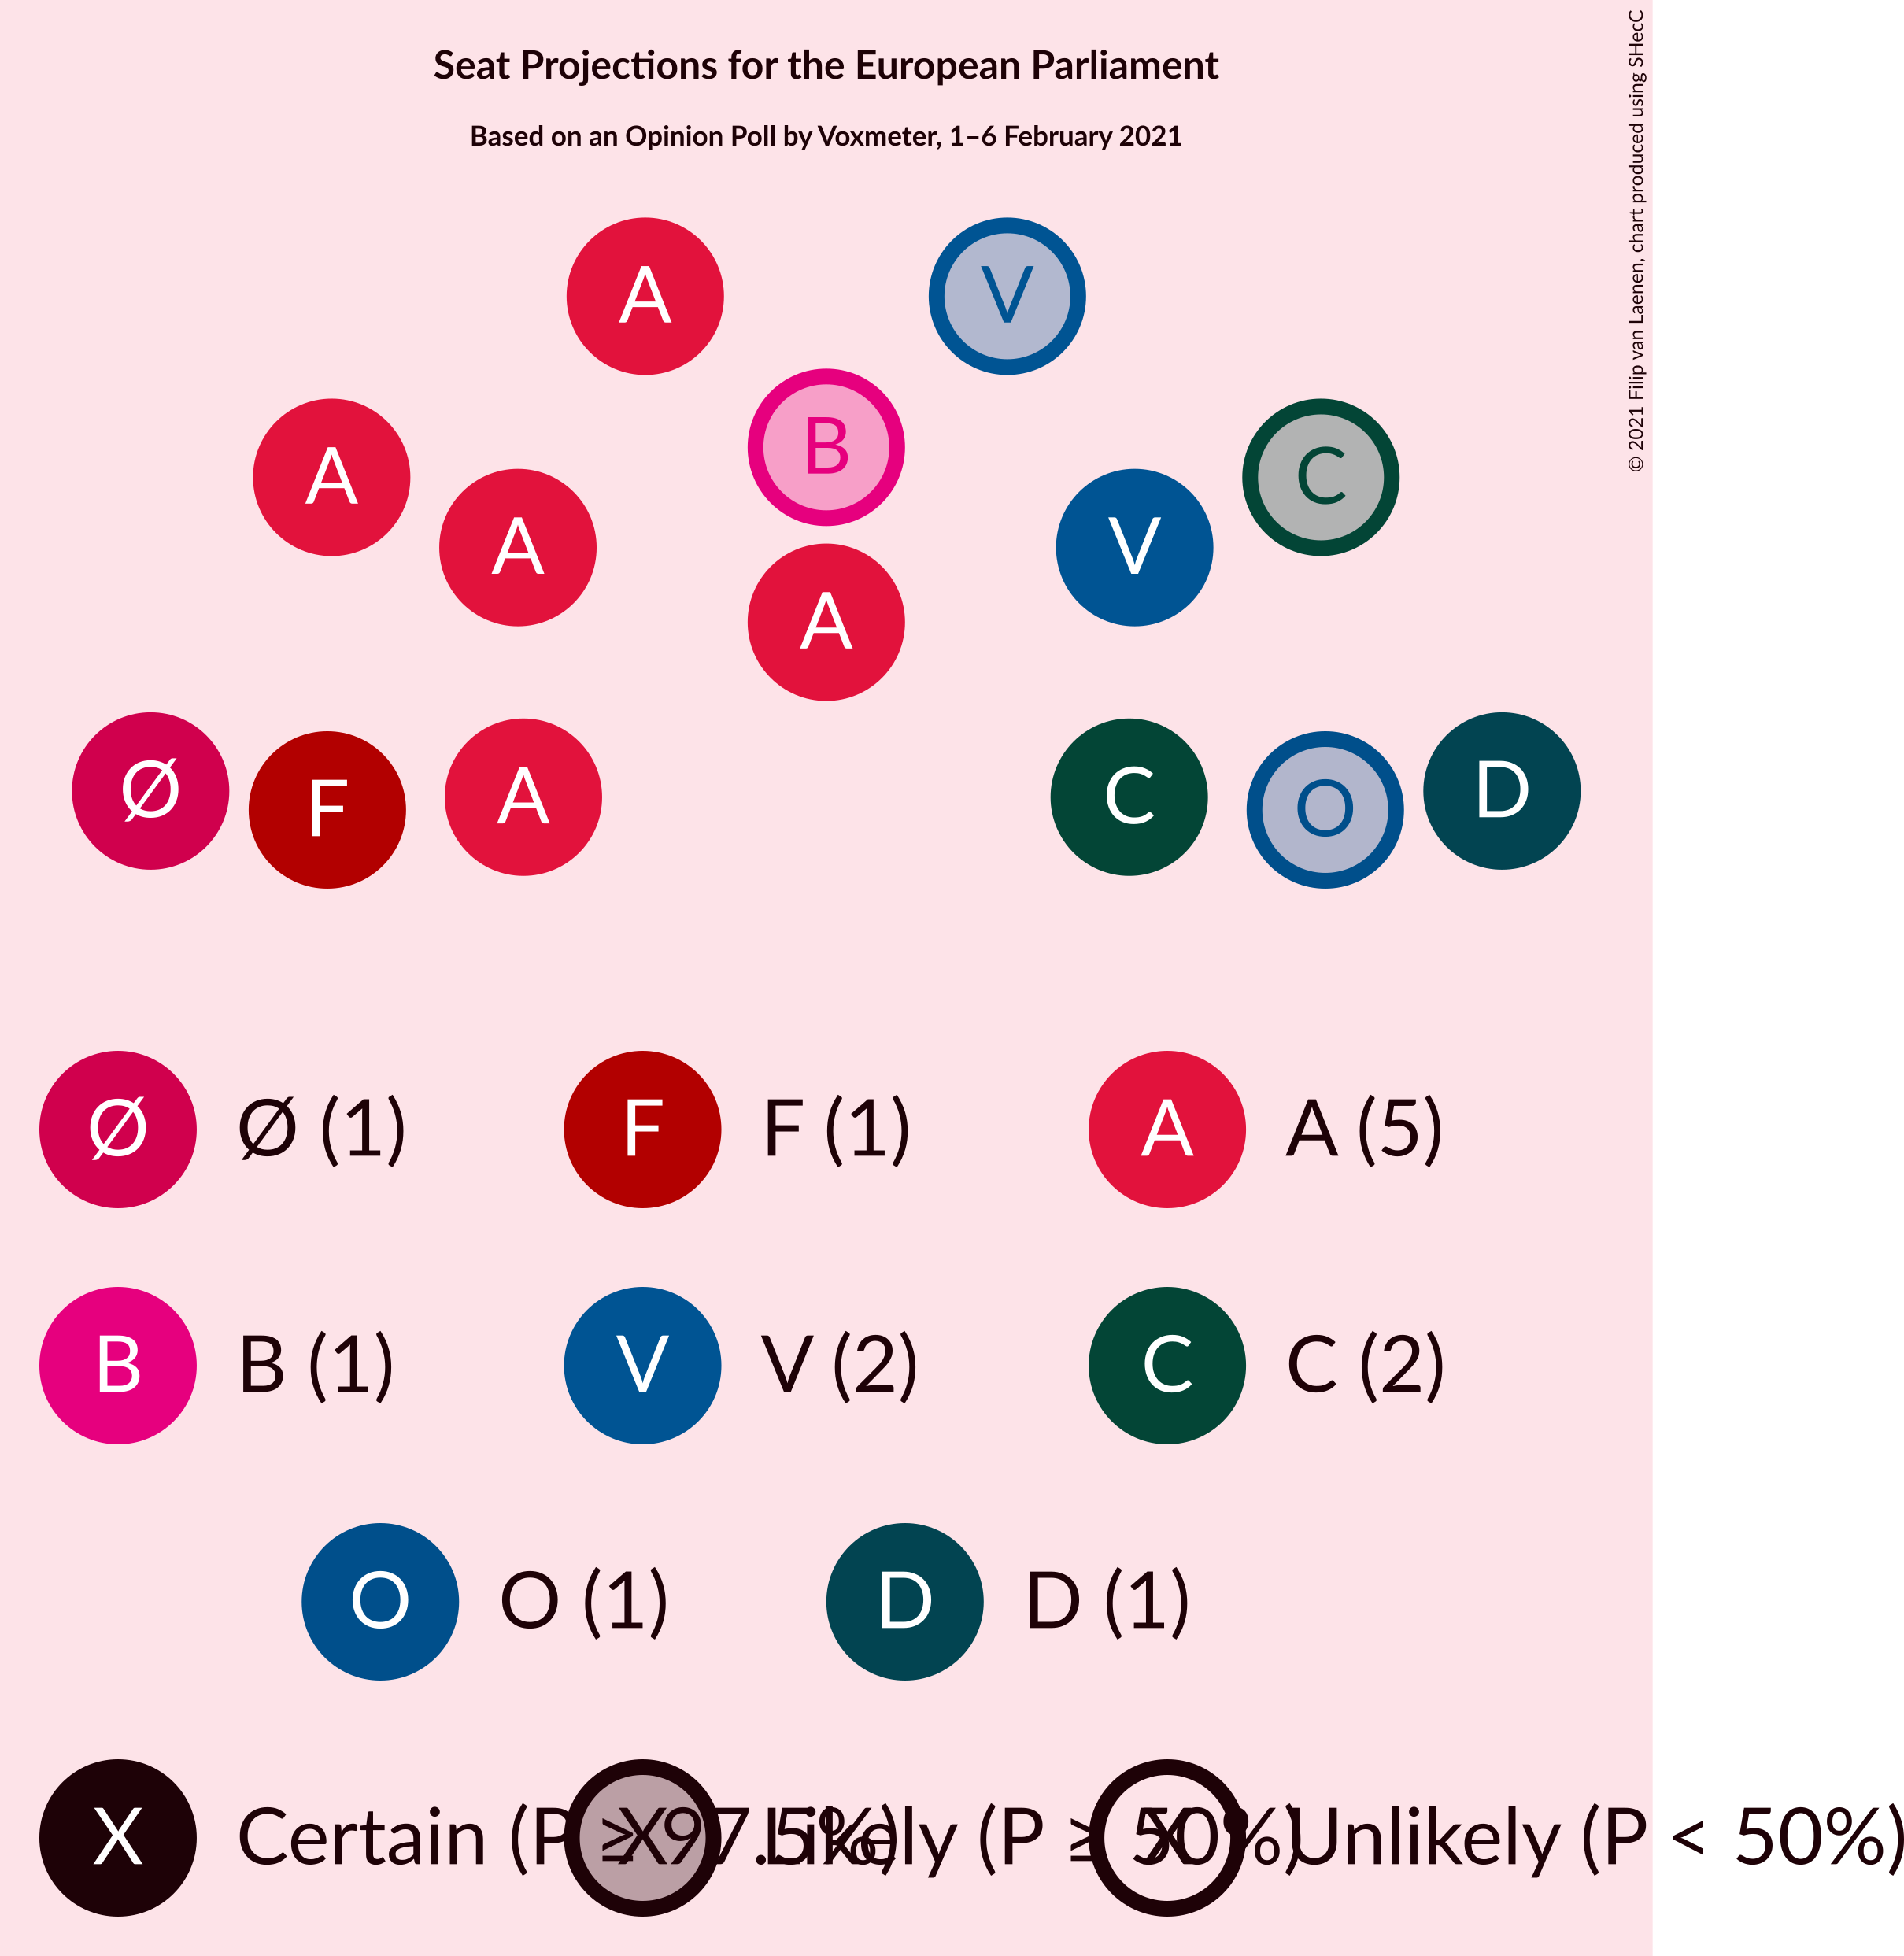 Seat Projections for the European Parliament
Based on an Opinion Poll by Voxmeter, 1–6 February 2021
© 2021 Filip van Laenen, chart produced using SHecC
A V
B
A C
A V
A
Ø F A C O D
Ø Ø (1) F F (1) A A (5)
B B (1) V V (2) C C (2)
O O (1) D D (1)
X Certain (P ≥ 97.5%) X Likely (P ≥ 50%) X Unlikely (P < 50%)